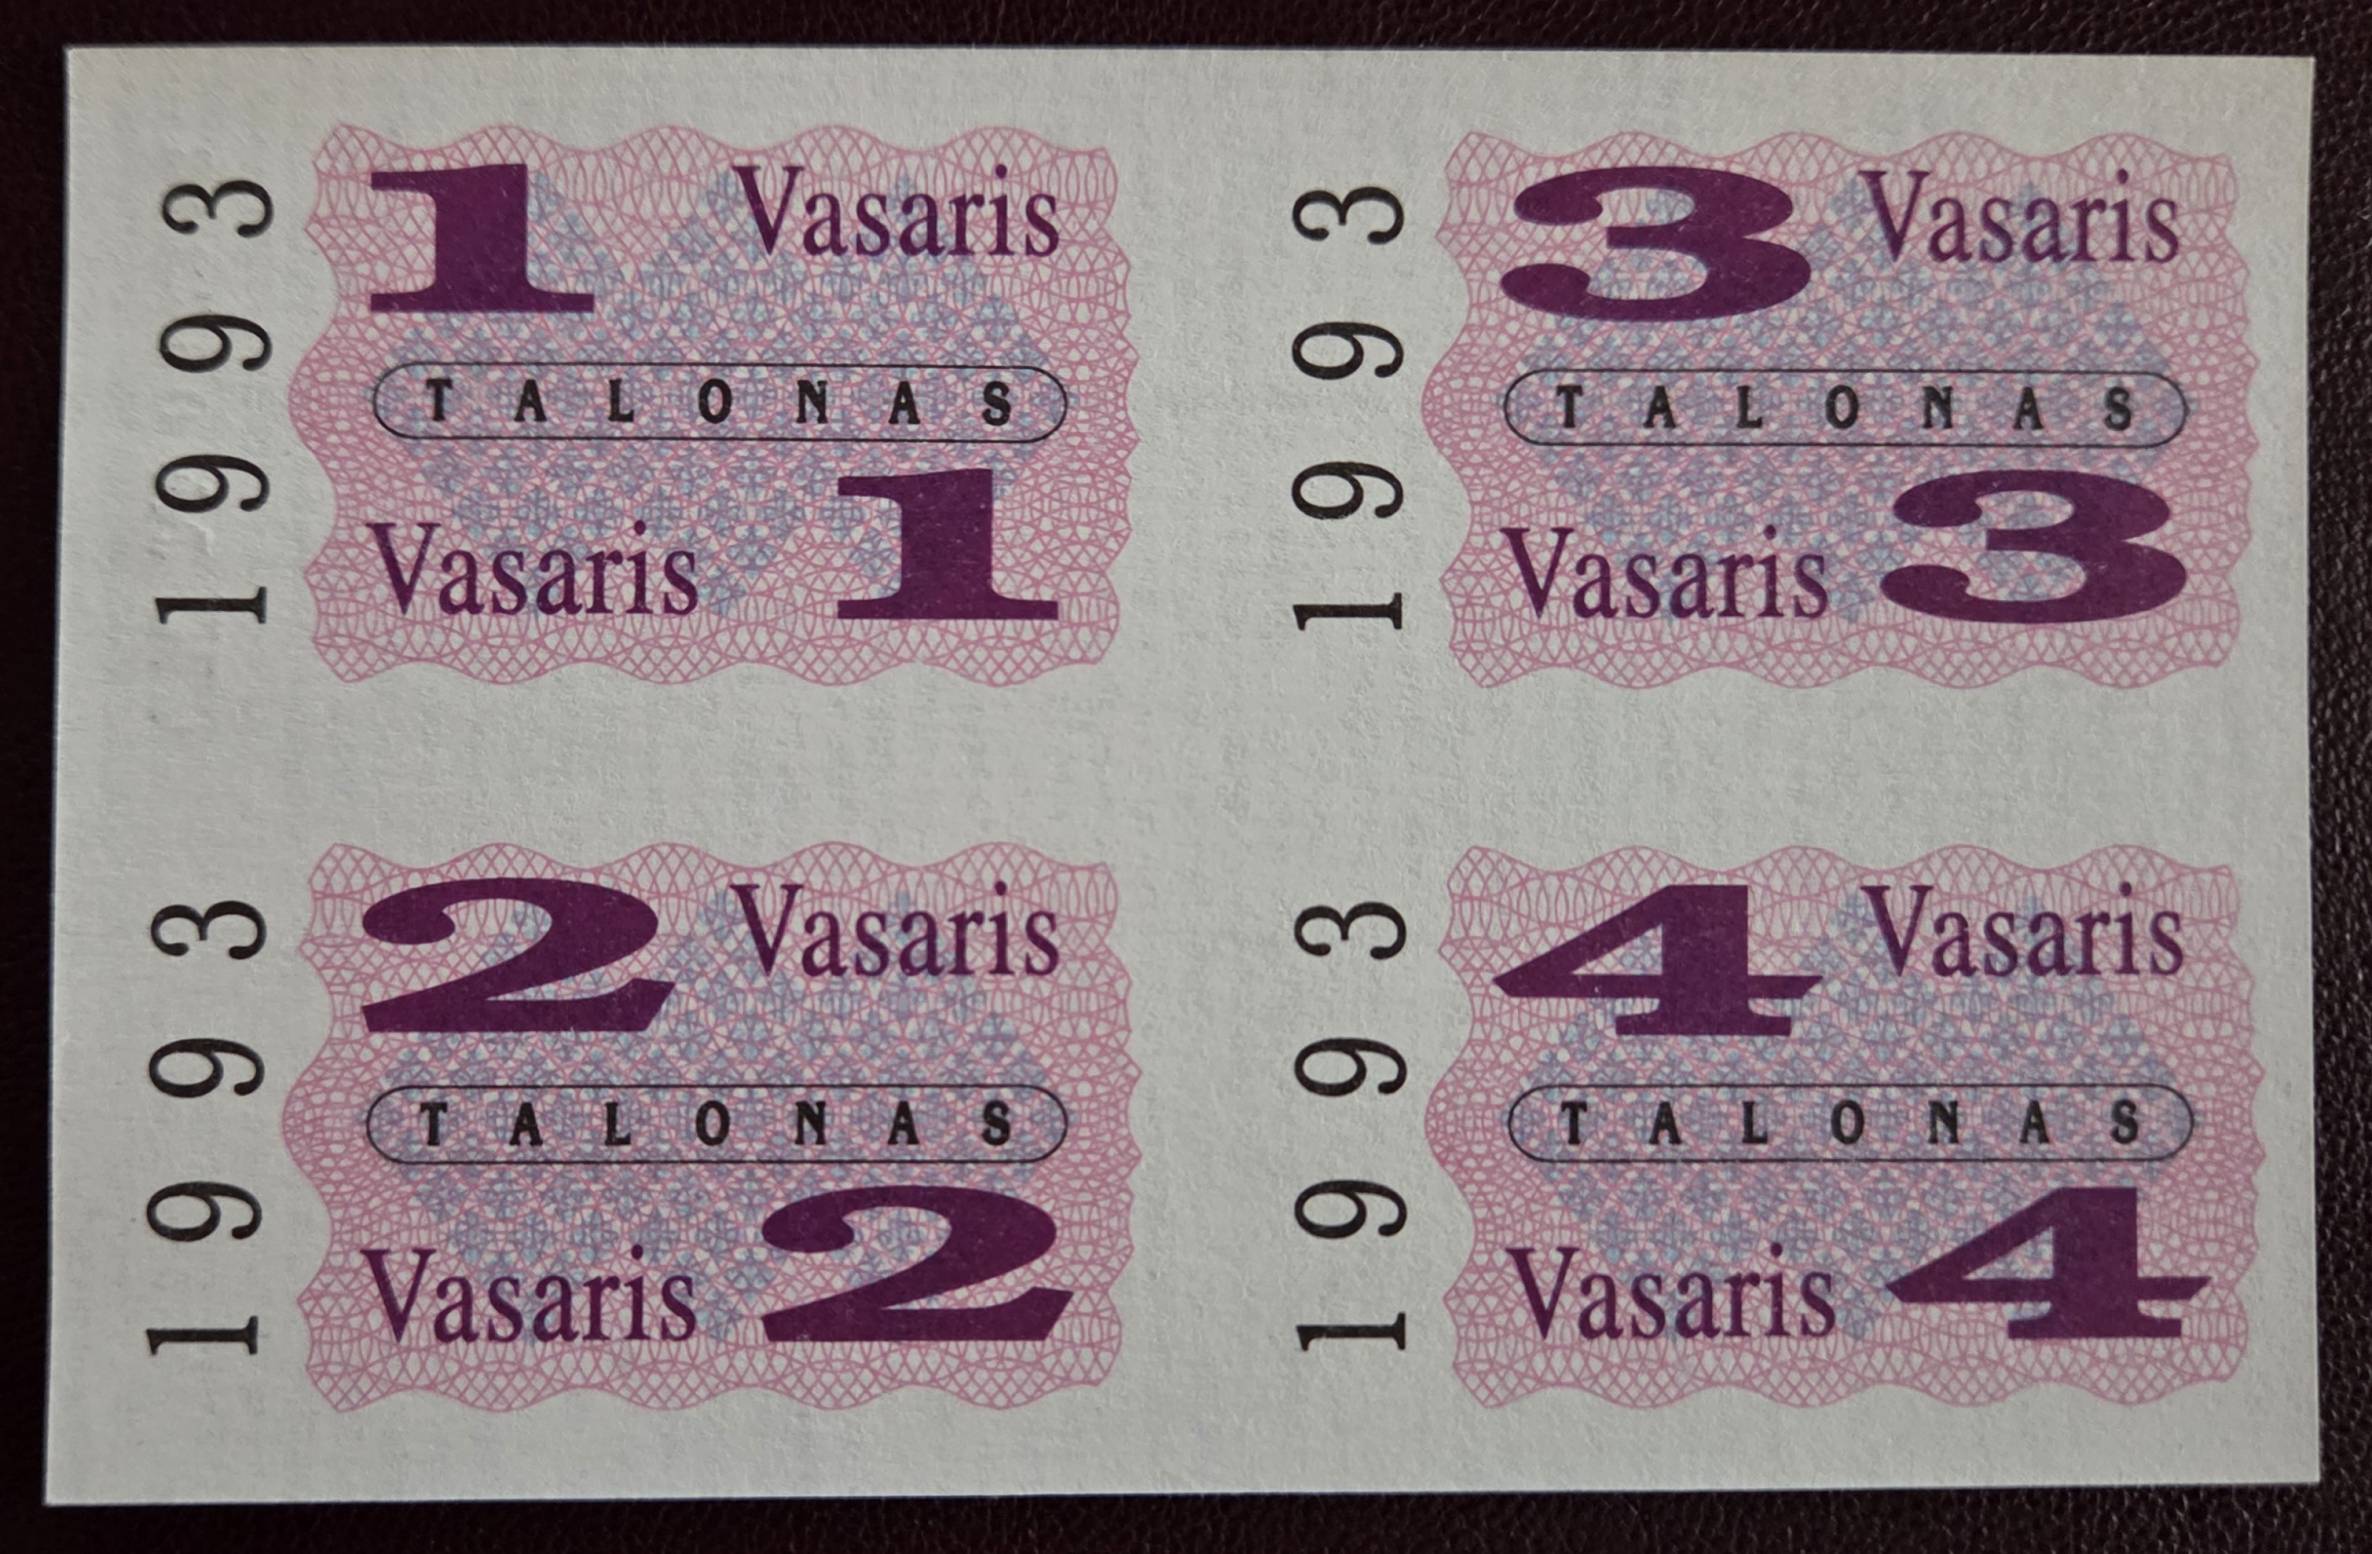 1993
1 Vasaris
TALONAS
Vasaris 1
1993
3 Vasaris
TALONAS
Vasaris 3
1993
2 Vasaris
TALONAS
Vasaris 2
1993
4 Vasaris
TALONAS
Vasaris 4